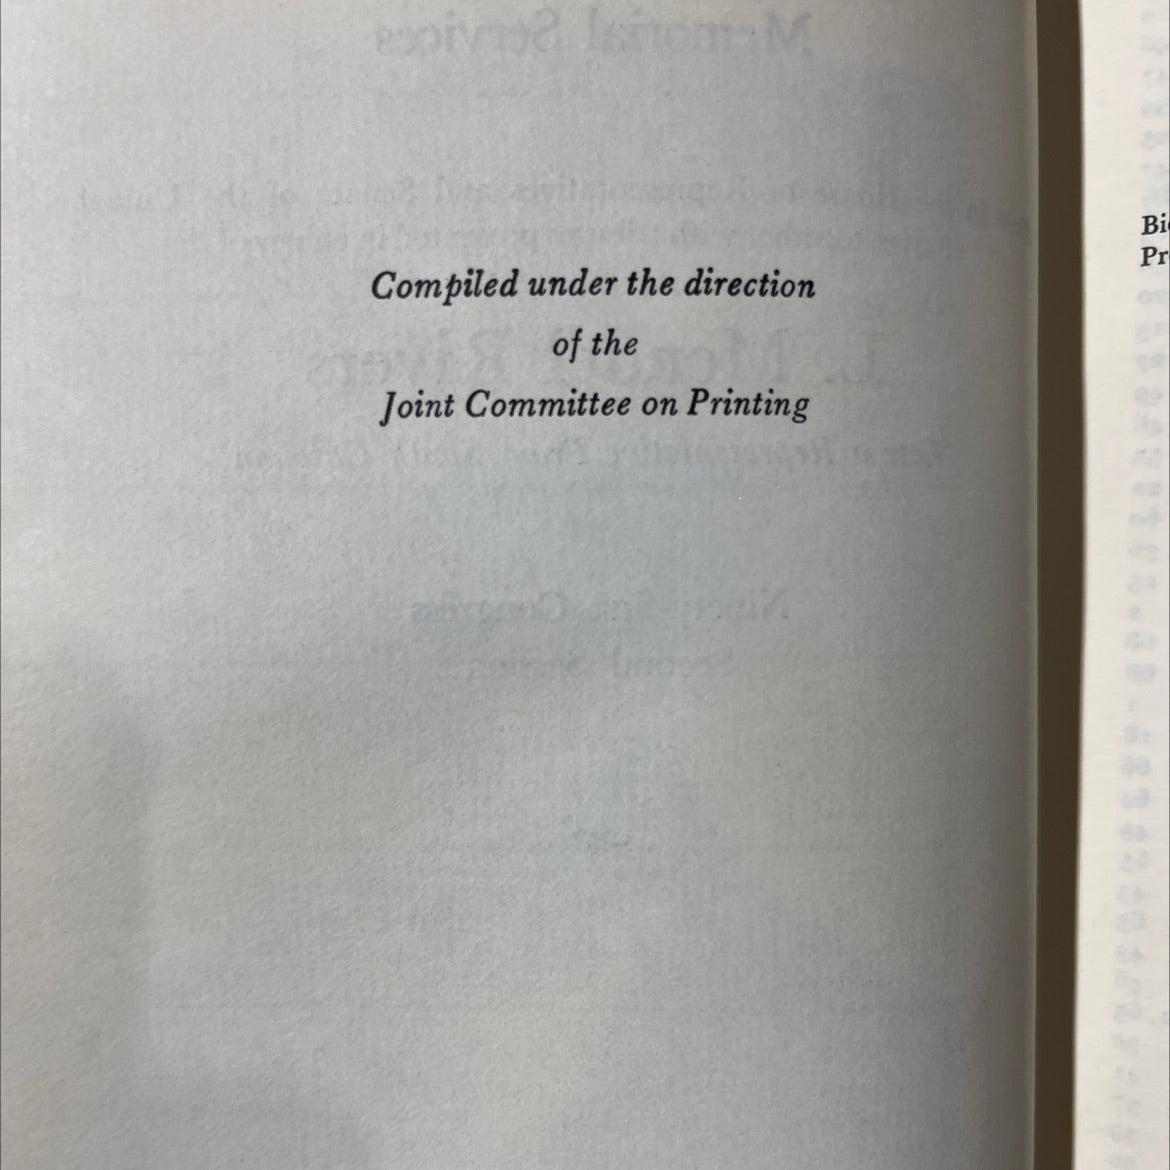 Compiled under the direction
of the
Joint Committee on Printing